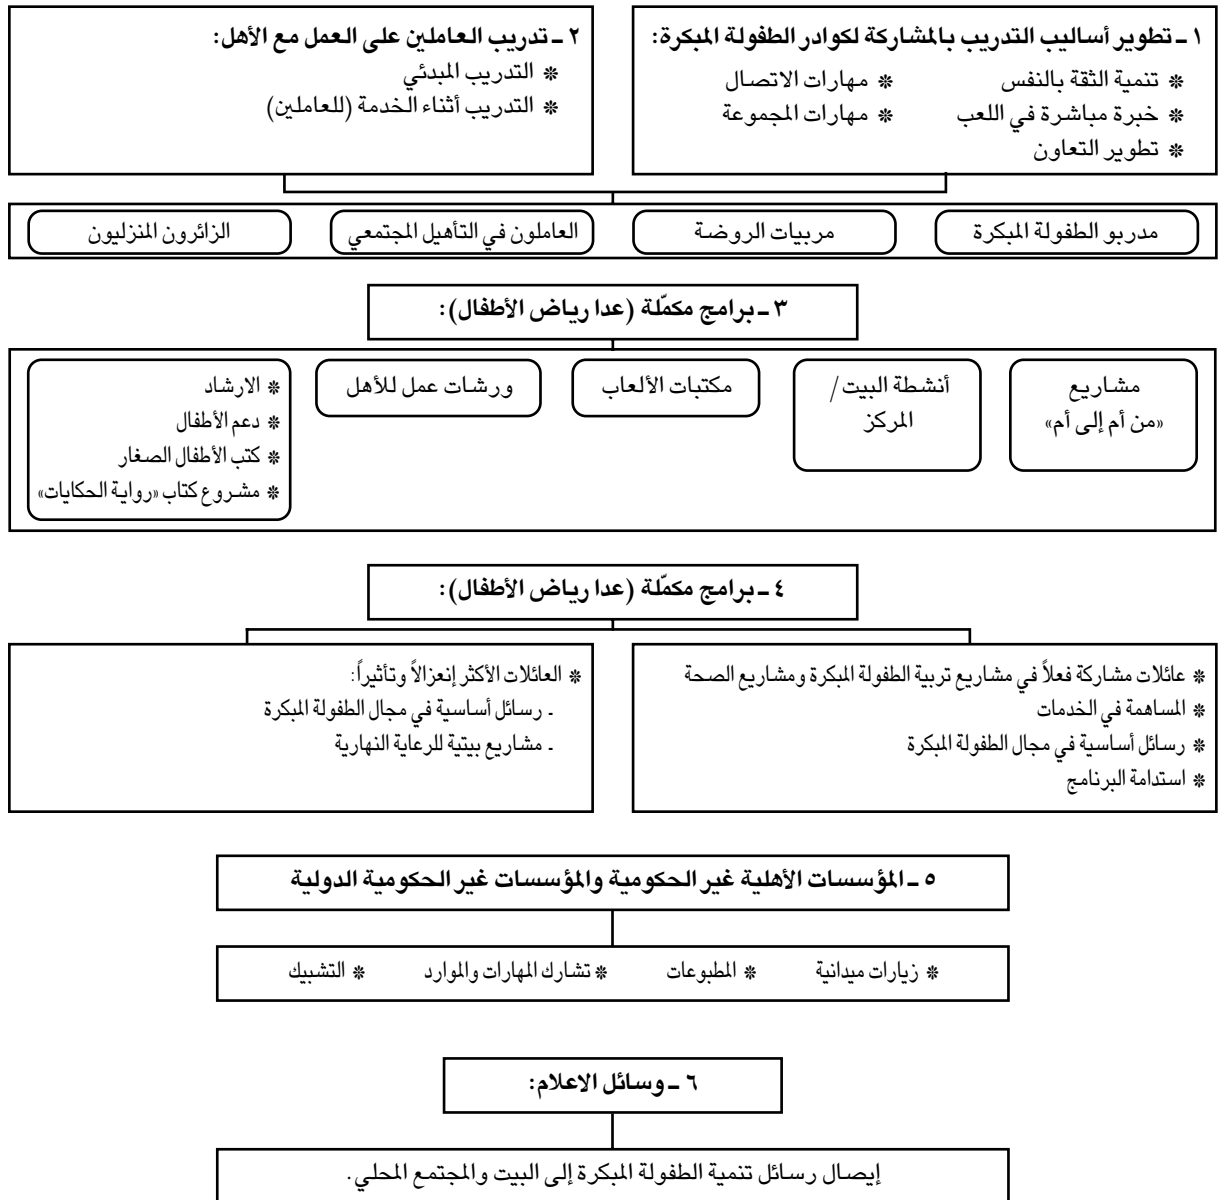 ١ ـ تطوير أساليب التدريب بالمشاركة لكوادر الطفولة المبكرة:
* تنمية الثقة بالنفس * مهارات الاتصال
* خبرة مباشرة في اللعب * مهارات المجموعة
* تطوير التعاون
٢ ـ تدريب العاملين على العمل مع الأهل:
* التدريب المبدئي
* التدريب أثناء الخدمة (للعاملين)
مدربو الطفولة المبكرة
مربيات الروضة
العاملون في التأهيل المجتمعي
الزائرون المنزليون
٣ ـ برامج مكمّلة (عدا رياض الأطفال):
مشاريع
«من أم إلى أم»
أنشطة البيت/
المركز
مكتبات الألعاب
ورشات عمل للأهل
* الارشاد
* دعم الأطفال
* كتب الأطفال الصغار
* مشروع كتاب «رواية الحكايات»
٤ ـ برامج مكمّلة (عدا رياض الأطفال):
* عائلات مشاركة فعلاً في مشاريع تربية الطفولة المبكرة ومشاريع الصحة
* المساهمة في الخدمات
* رسائل أساسية في مجال الطفولة المبكرة
* استدامة البرنامج
* العائلات الأكثر إنعزالاً وتأثيراً:
ـ رسائل أساسية في مجال الطفولة المبكرة
ـ مشاريع بيتية للرعاية النهارية
٥ ـ المؤسسات الأهلية غير الحكومية والمؤسسات غير الحكومية الدولية
* زيارات ميدانية * المطبوعات * تشارك المهارات والموارد * التشبيك
٦ ـ وسائل الاعلام:
إيصال رسائل تنمية الطفولة المبكرة إلى البيت والمجتمع المحلي.